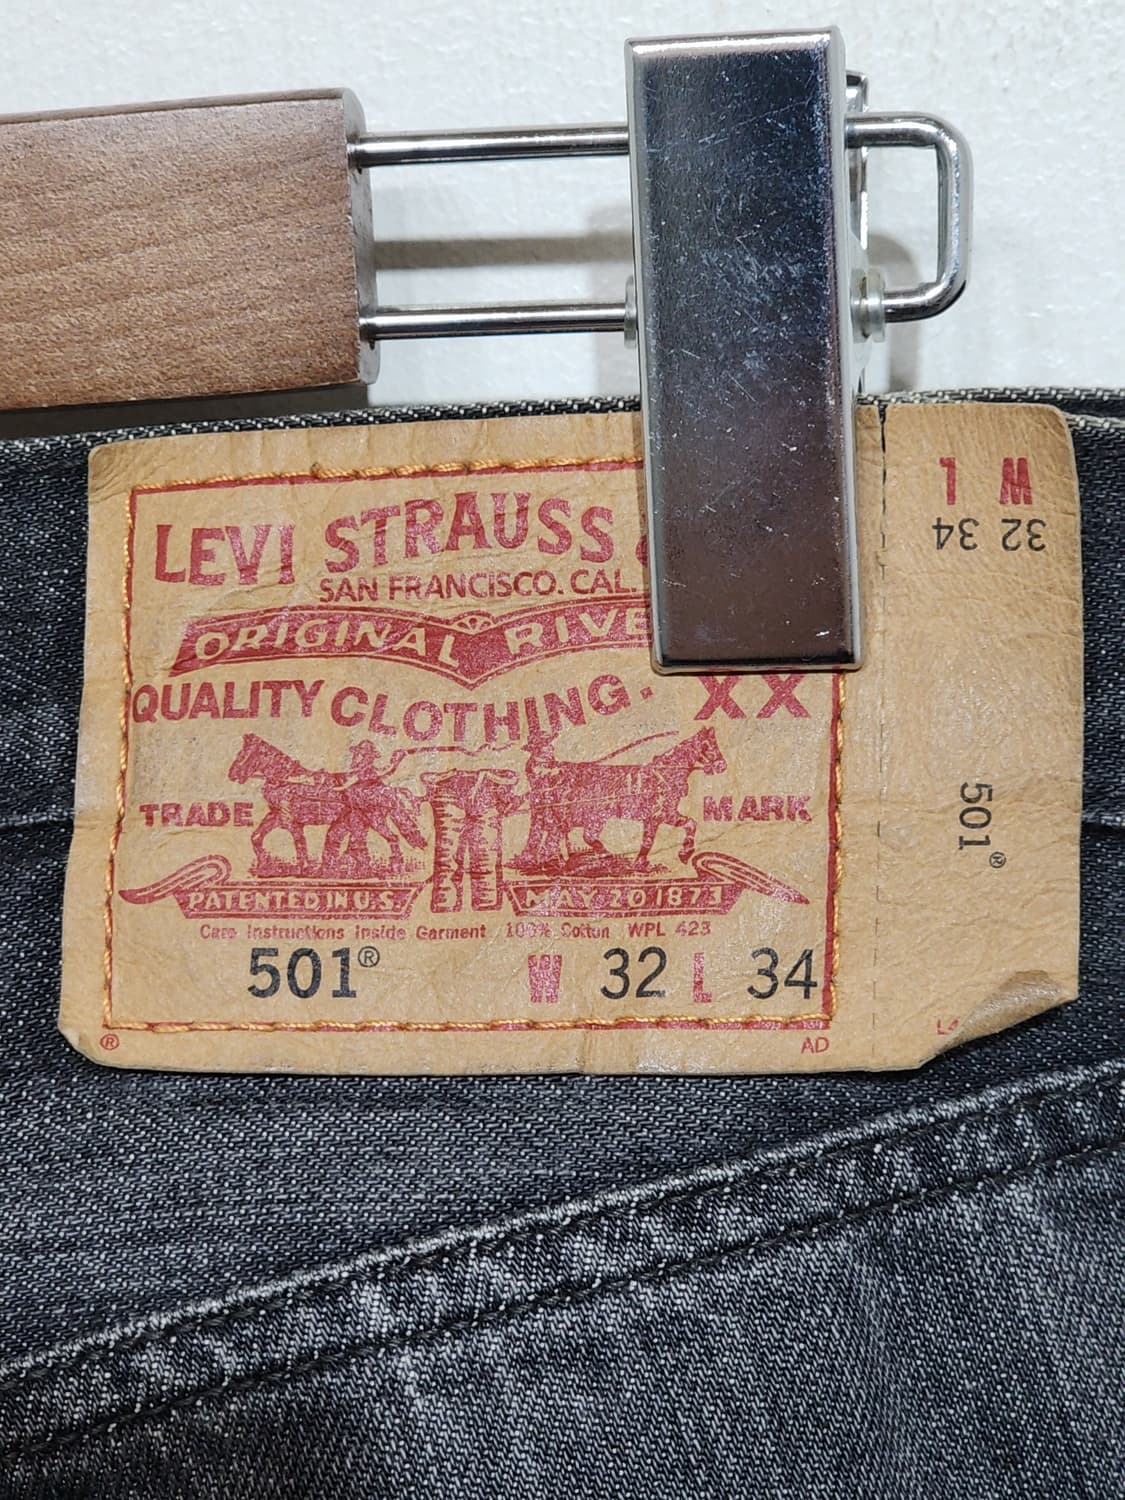 LEVI STRAUSS &
SAN FRANCISCO. CAL.
ORIGINAL RIVE
QUALITY CLOTHING. XX
TRADE MARK
PATENTED IN U.S. MAY 20 1873
Care Instructions Inside Garment 100% Cotton WPL 423
501® W 32 L 34
® AD
W L
32 34
501®